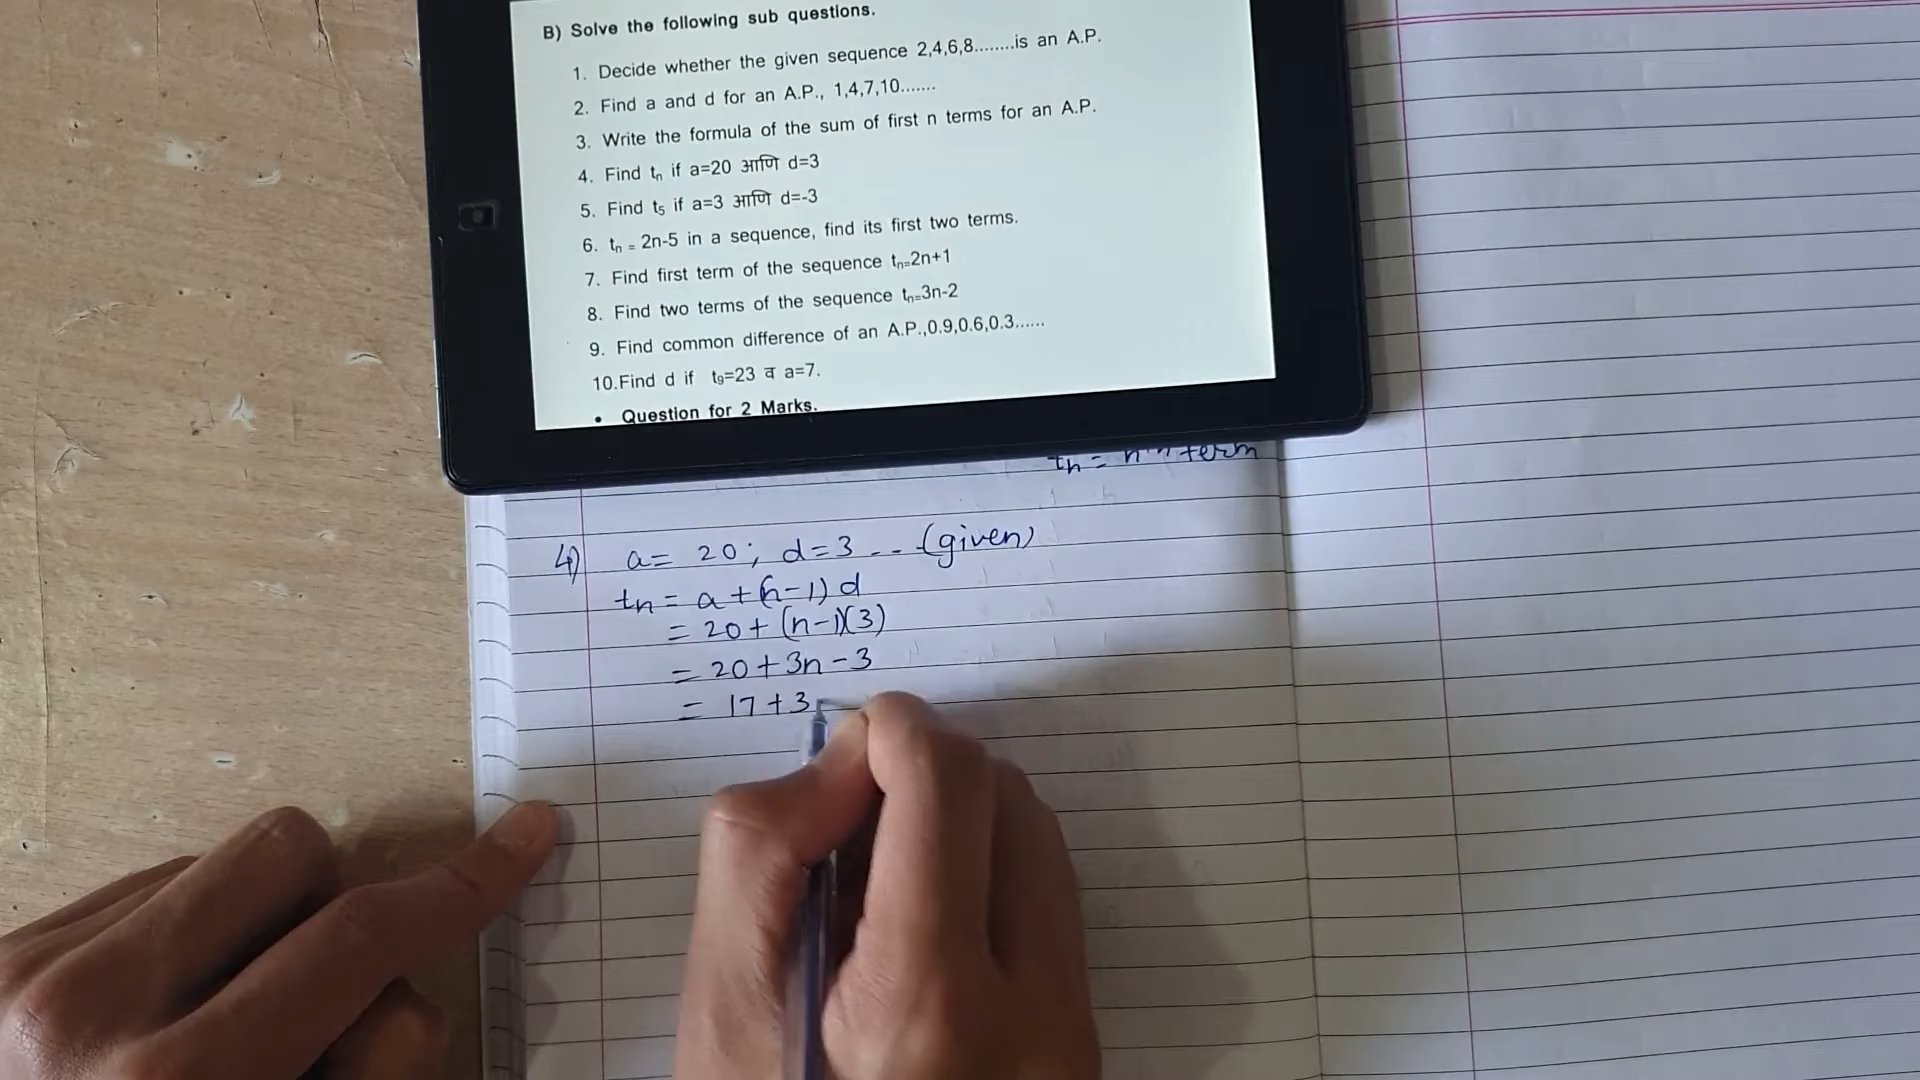 B) Solve the following sub questions.
1. Decide whether the given sequence 2,4,6,8........is an A.P.
2. Find a and d for an A.P., 1,4,7,10.......
3. Write the formula of the sum of first n terms for an A.P.
4. Find tn if a=20 आणि d=3
5. Find t5 if a=3 आणि d=-3
6. tn = 2n-5 in a sequence, find its first two terms.
7. Find first term of the sequence tn=2n+1
8. Find two terms of the sequence tn=3n-2
9. Find common difference of an A.P.,0.9,0.6,0.3......
10.Find d if t9=23 व a=7.
• Question for 2 Marks.
tn = nth term
4) a = 20; d=3 ... (given)
tn = a+(n-1) d
= 20+ (n-1)(3)
= 20+3n-3
= 17+3